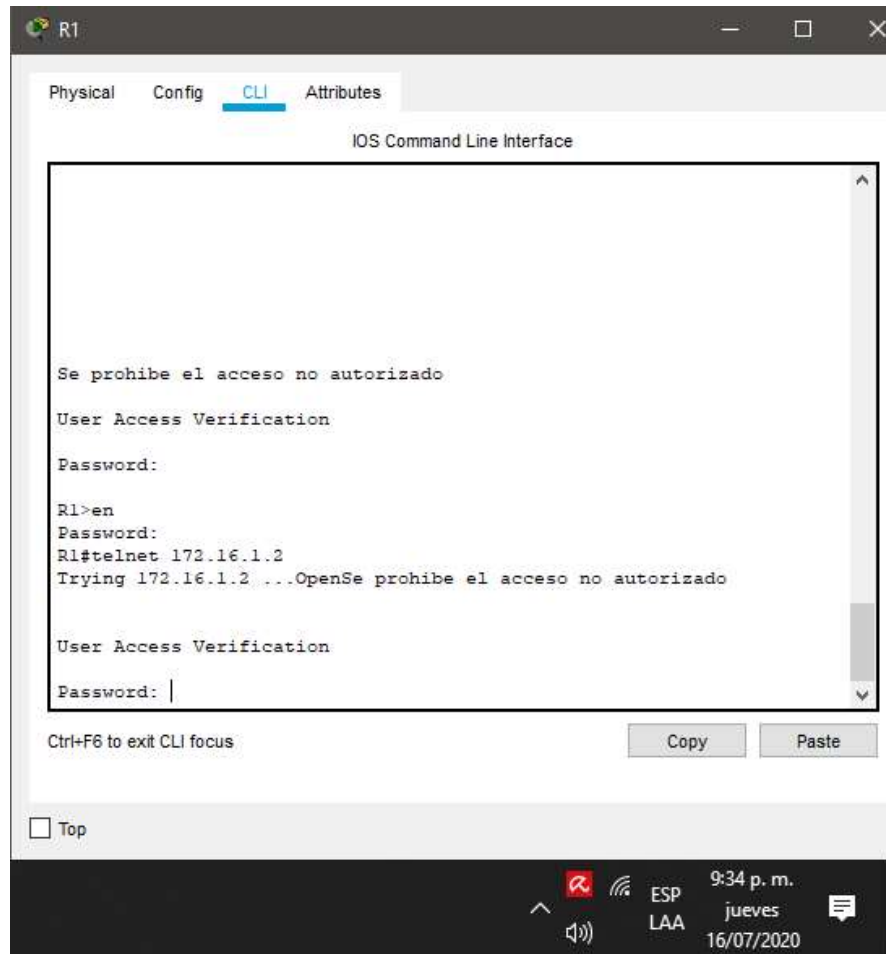 R1
Physical Config CLI Attributes
IOS Command Line Interface
Se prohibe el acceso no autorizado
User Access Verification
Password:
R1>en
Password:
R1#telnet 172.16.1.2
Trying 172.16.1.2 ...OpenSe prohibe el acceso no autorizado
User Access Verification
Password:
Ctrl+F6 to exit CLI focus
Copy Paste
Top
9:34 p. m.
ESP
jueves
LAA
16/07/2020